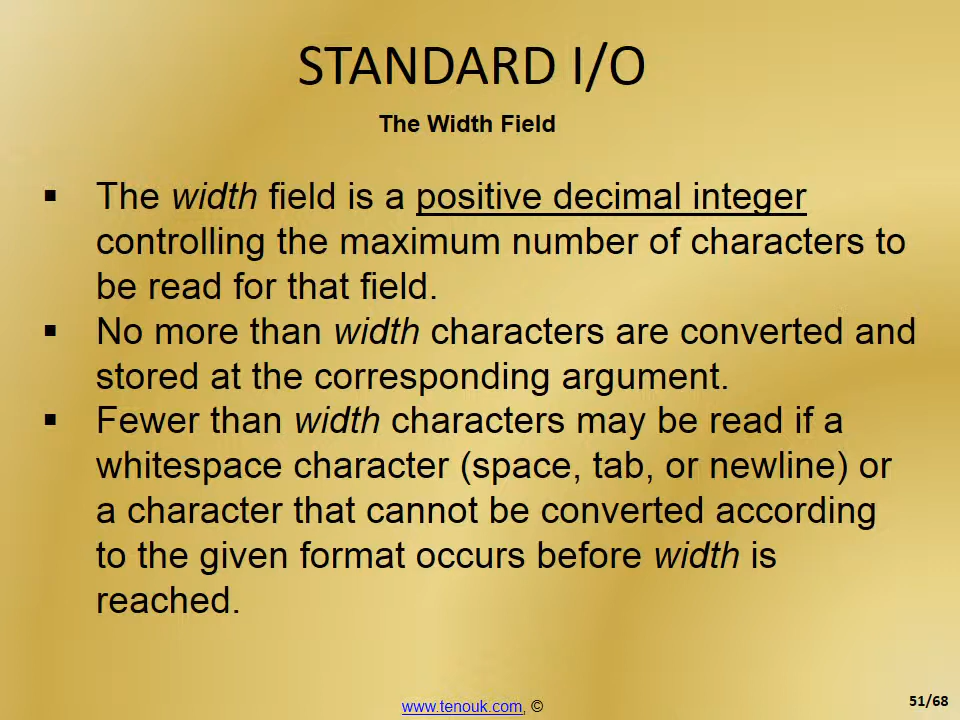 STANDARD I/O
The Width Field
▪ The width field is a positive decimal integer
controlling the maximum number of characters to
be read for that field.
▪ No more than width characters are converted and
stored at the corresponding argument.
▪ Fewer than width characters may be read if a
whitespace character (space, tab, or newline) or
a character that cannot be converted according
to the given format occurs before width is
reached.
www.tenouk.com, ©
51/68